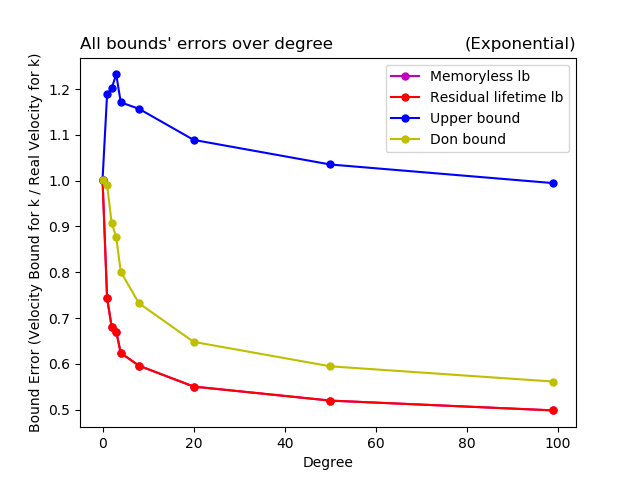 All bounds' errors over degree (Exponential)
Bound Error (Velocity Bound for k / Real Velocity for k)
1.2
1.1
1.0
0.9
0.8
0.7
0.6
0.5
Memoryless lb
Residual lifetime lb
Upper bound
Don bound
0 20 40 60 80 100
Degree